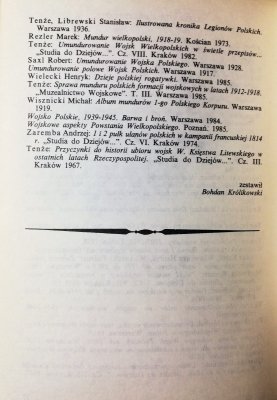 Tenże, Librewski Stanisław: Ilustrowana kronika Legionów Polskich.
Warszawa 1936.
Rezler Marek: Mundur wielkopolski, 1918-19. Kościan 1973.
Tenże: Umundurowanie Wojsk Wielkopolskich w świetle przepisów...
„Studia do Dziejów...". Cz. VIII. Kraków 1982.
Saxl Robert: Umundurowanie Wojska Polskiego. Warszawa 1928.
Umundurowanie polowe Wojsk Polskich. Warszawa 1917.
Wielecki Henryk: Dzieje polskiej rogatywki. Warszawa 1985.
Tenże: Sprawa munduru polskich formacji wojskowych w latach 1912-1918.
„Muzealnictwo Wojskowe". T. III. Warszawa 1985.
Wisznicki Michał: Album mundurów 1-go Polskiego Korpusu. Warszawa
1919.
Wojsko Polskie, 1939-1945. Barwa i broń. Warszawa 1984.
Wojskowe aspekty Powstania Wielkopolskiego. Poznań. 1985.
Zaremba Andrzej: 1 i 2 pułk ułanów polskich w kampanii francuskiej 1814
r. „Studia do Dziejów...". Cz. VI. Kraków 1974.
Tenże: Przyczynki do historii ubioru wojsk W. Księstwa Litewskiego w
ostatnich latach Rzeczypospolitej. „Studia do Dziejów...". Cz. III.
Kraków 1967.
zestawił
Bohdan Królikowski